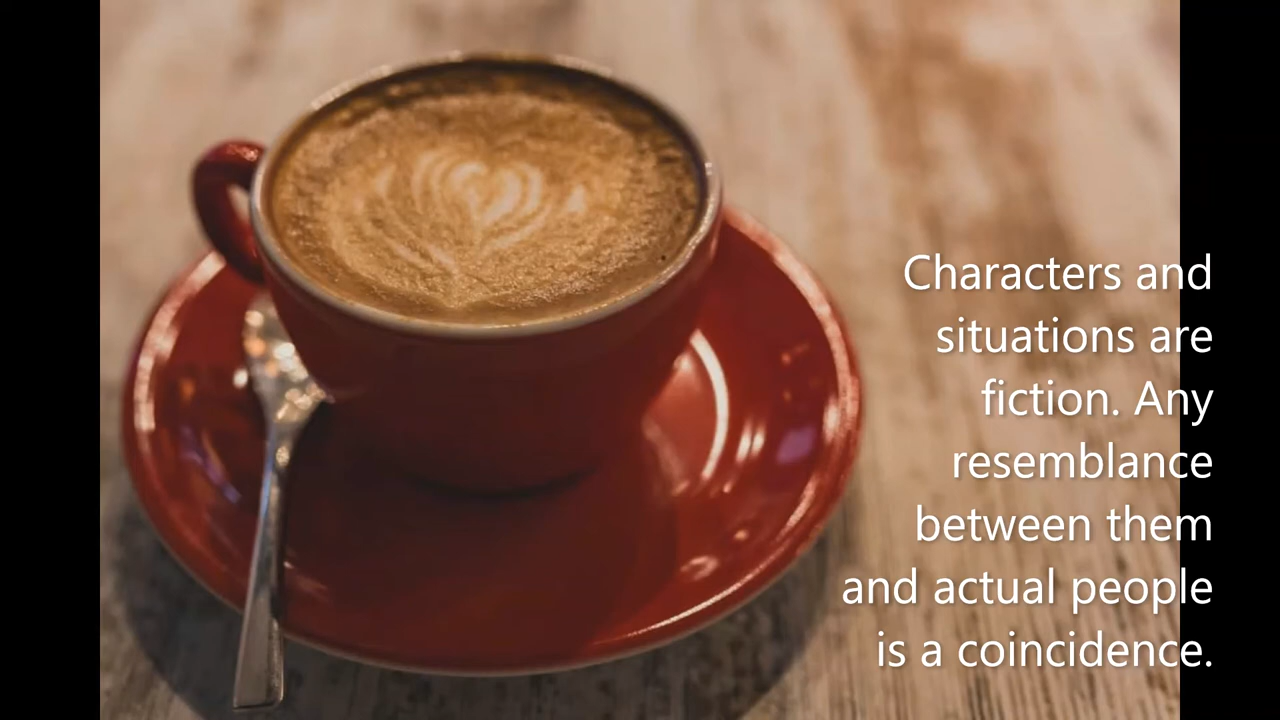 Characters and
situations are
fiction. Any
resemblance
between them
and actual people
is a coincidence.